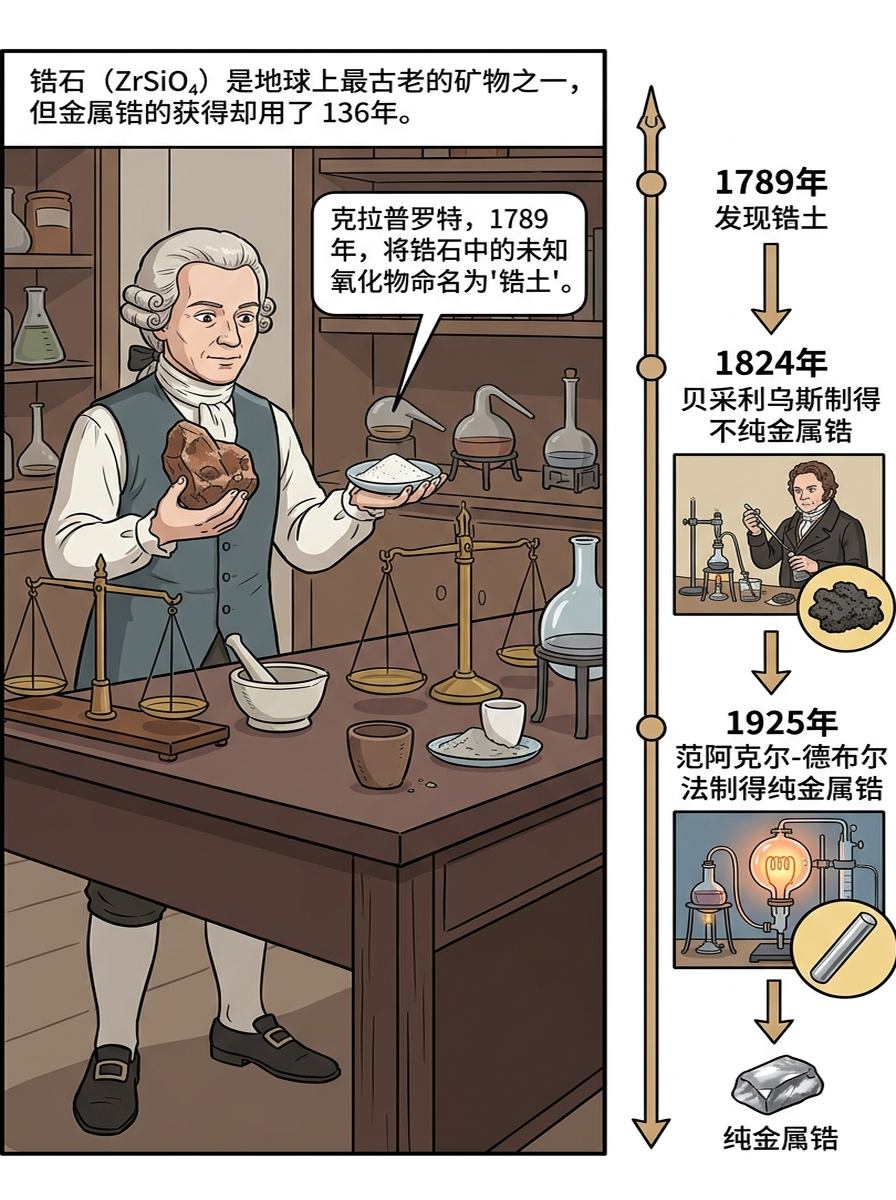 锆石（ZrSiO₄）是地球上最古老的矿物之一，
但金属锆的获得却用了 136年。
克拉普罗特，1789
年，将锆石中的未知
氧化物命名为'锆土'。
1789年
发现锆土
1824年
贝采利乌斯制得
不纯金属锆
1925年
范阿克尔-德布尔
法制得纯金属锆
纯金属锆